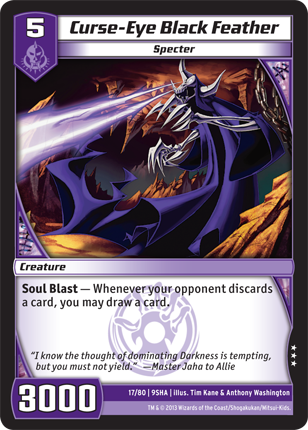 5
Curse-Eye Black Feather
Specter
Creature
Soul Blast — Whenever your opponent discards
a card, you may draw a card.
“I know the thought of dominating Darkness is tempting,
but you must not yield.” —Master Jaha to Allie
3000
17/80 | 9SHA | illus. Tim Kane & Anthony Washington
TM & © 2013 Wizards of the Coast/Shogakukan/Mitsui-Kids.